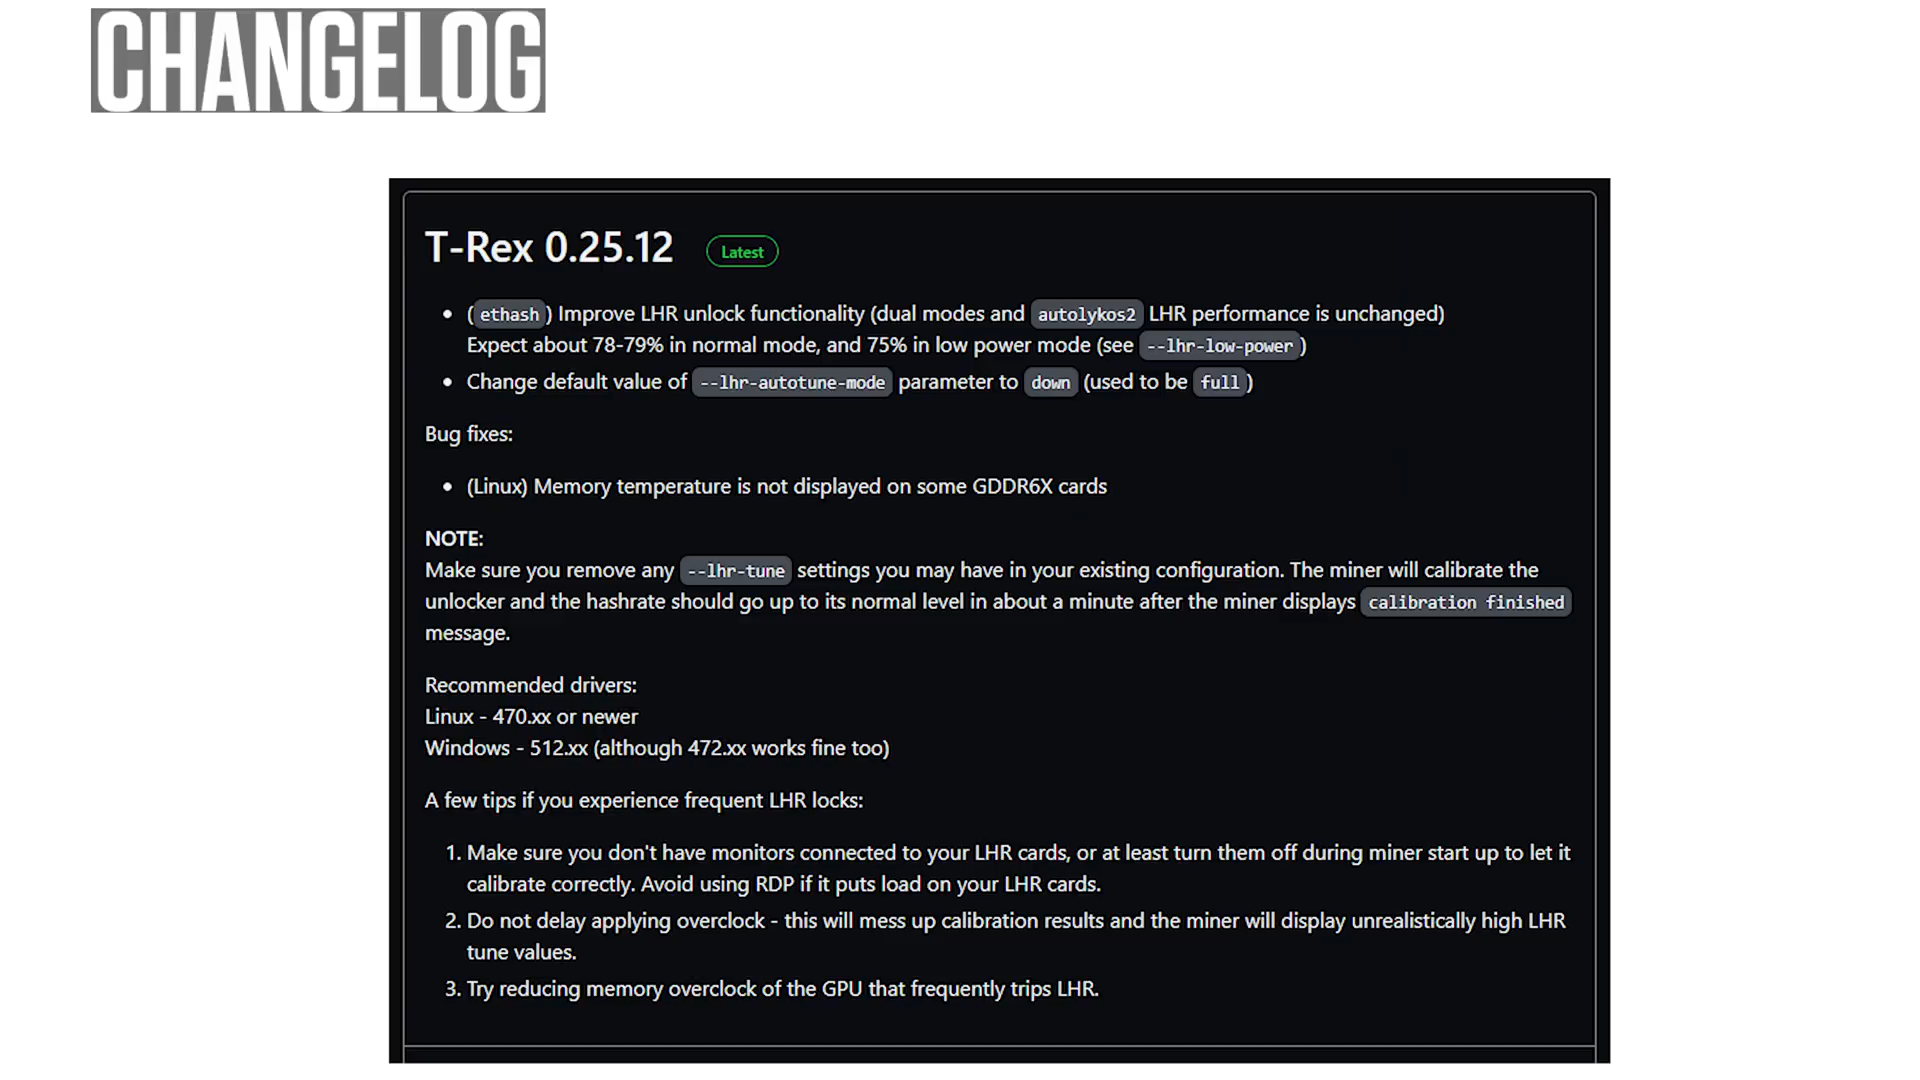 CHANGELOG
T-Rex 0.25.12 Latest
• (ethash) Improve LHR unlock functionality (dual modes and autolykos2 LHR performance is unchanged)
Expect about 78-79% in normal mode, and 75% in low power mode (see --lhr-low-power)
• Change default value of --lhr-autotune-mode parameter to down (used to be full)
Bug fixes:
• (Linux) Memory temperature is not displayed on some GDDR6X cards
NOTE:
Make sure you remove any --lhr-tune settings you may have in your existing configuration. The miner will calibrate the
unlocker and the hashrate should go up to its normal level in about a minute after the miner displays calibration finished
message.
Recommended drivers:
Linux - 470.xx or newer
Windows - 512.xx (although 472.xx works fine too)
A few tips if you experience frequent LHR locks:
1. Make sure you don't have monitors connected to your LHR cards, or at least turn them off during miner start up to let it
calibrate correctly. Avoid using RDP if it puts load on your LHR cards.
2. Do not delay applying overclock - this will mess up calibration results and the miner will display unrealistically high LHR
tune values.
3. Try reducing memory overclock of the GPU that frequently trips LHR.